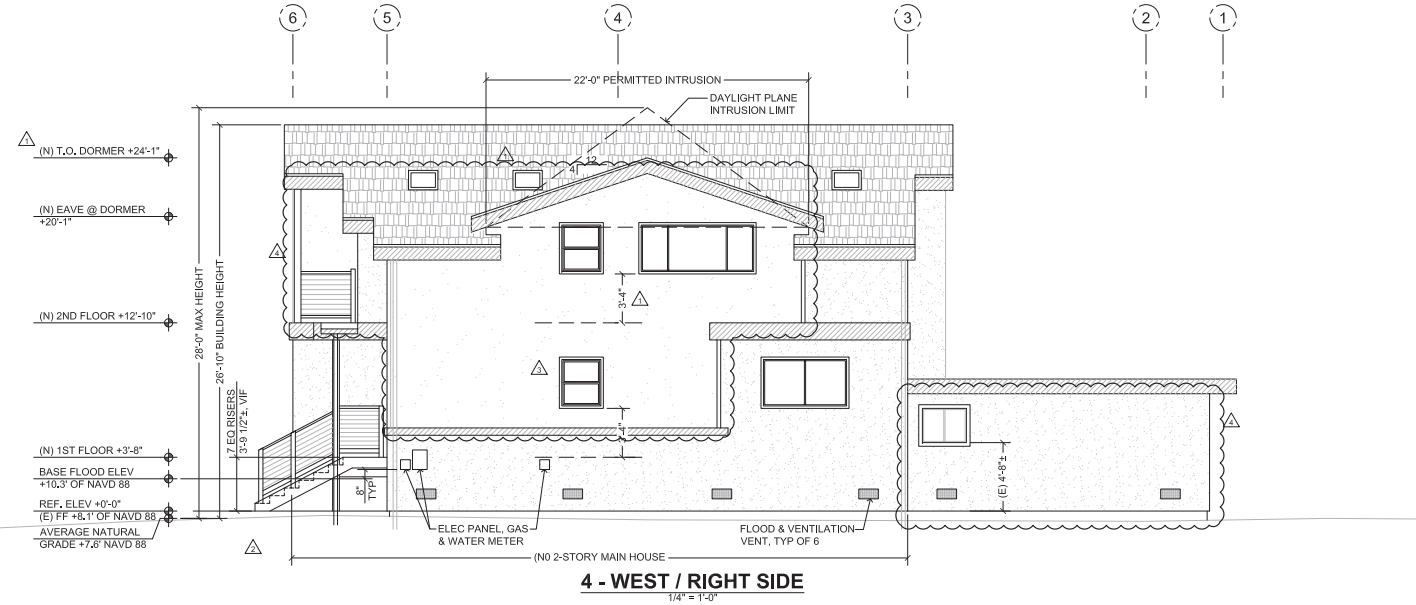 6
5
4
3
2
1
22'-0" PERMITTED INTRUSION
DAYLIGHT PLANE
INTRUSION LIMIT
1
(N) T.O. DORMER +24'-1"
1
12
4
(N) EAVE @ DORMER
+20'-1"
4
28'-0" MAX HEIGHT
26'-10" BUILDING HEIGHT
3'-4"
1
(N) 2ND FLOOR +12'-10"
3
7 EQ RISERS
3'-9 1/2"±, VIF
3'-4"
4
(E) 4'-8"±
(N) 1ST FLOOR +3'-8"
BASE FLOOD ELEV
+10.3' OF NAVD 88
8"
TYP
REF. ELEV +0'-0"
(E) FF +8.1' OF NAVD 88
AVERAGE NATURAL
GRADE +7.6' NAVD 88
ELEC PANEL, GAS
& WATER METER
FLOOD & VENTILATION
VENT, TYP OF 6
2
(N0 2-STORY MAIN HOUSE
4 - WEST / RIGHT SIDE
1/4" = 1'-0"